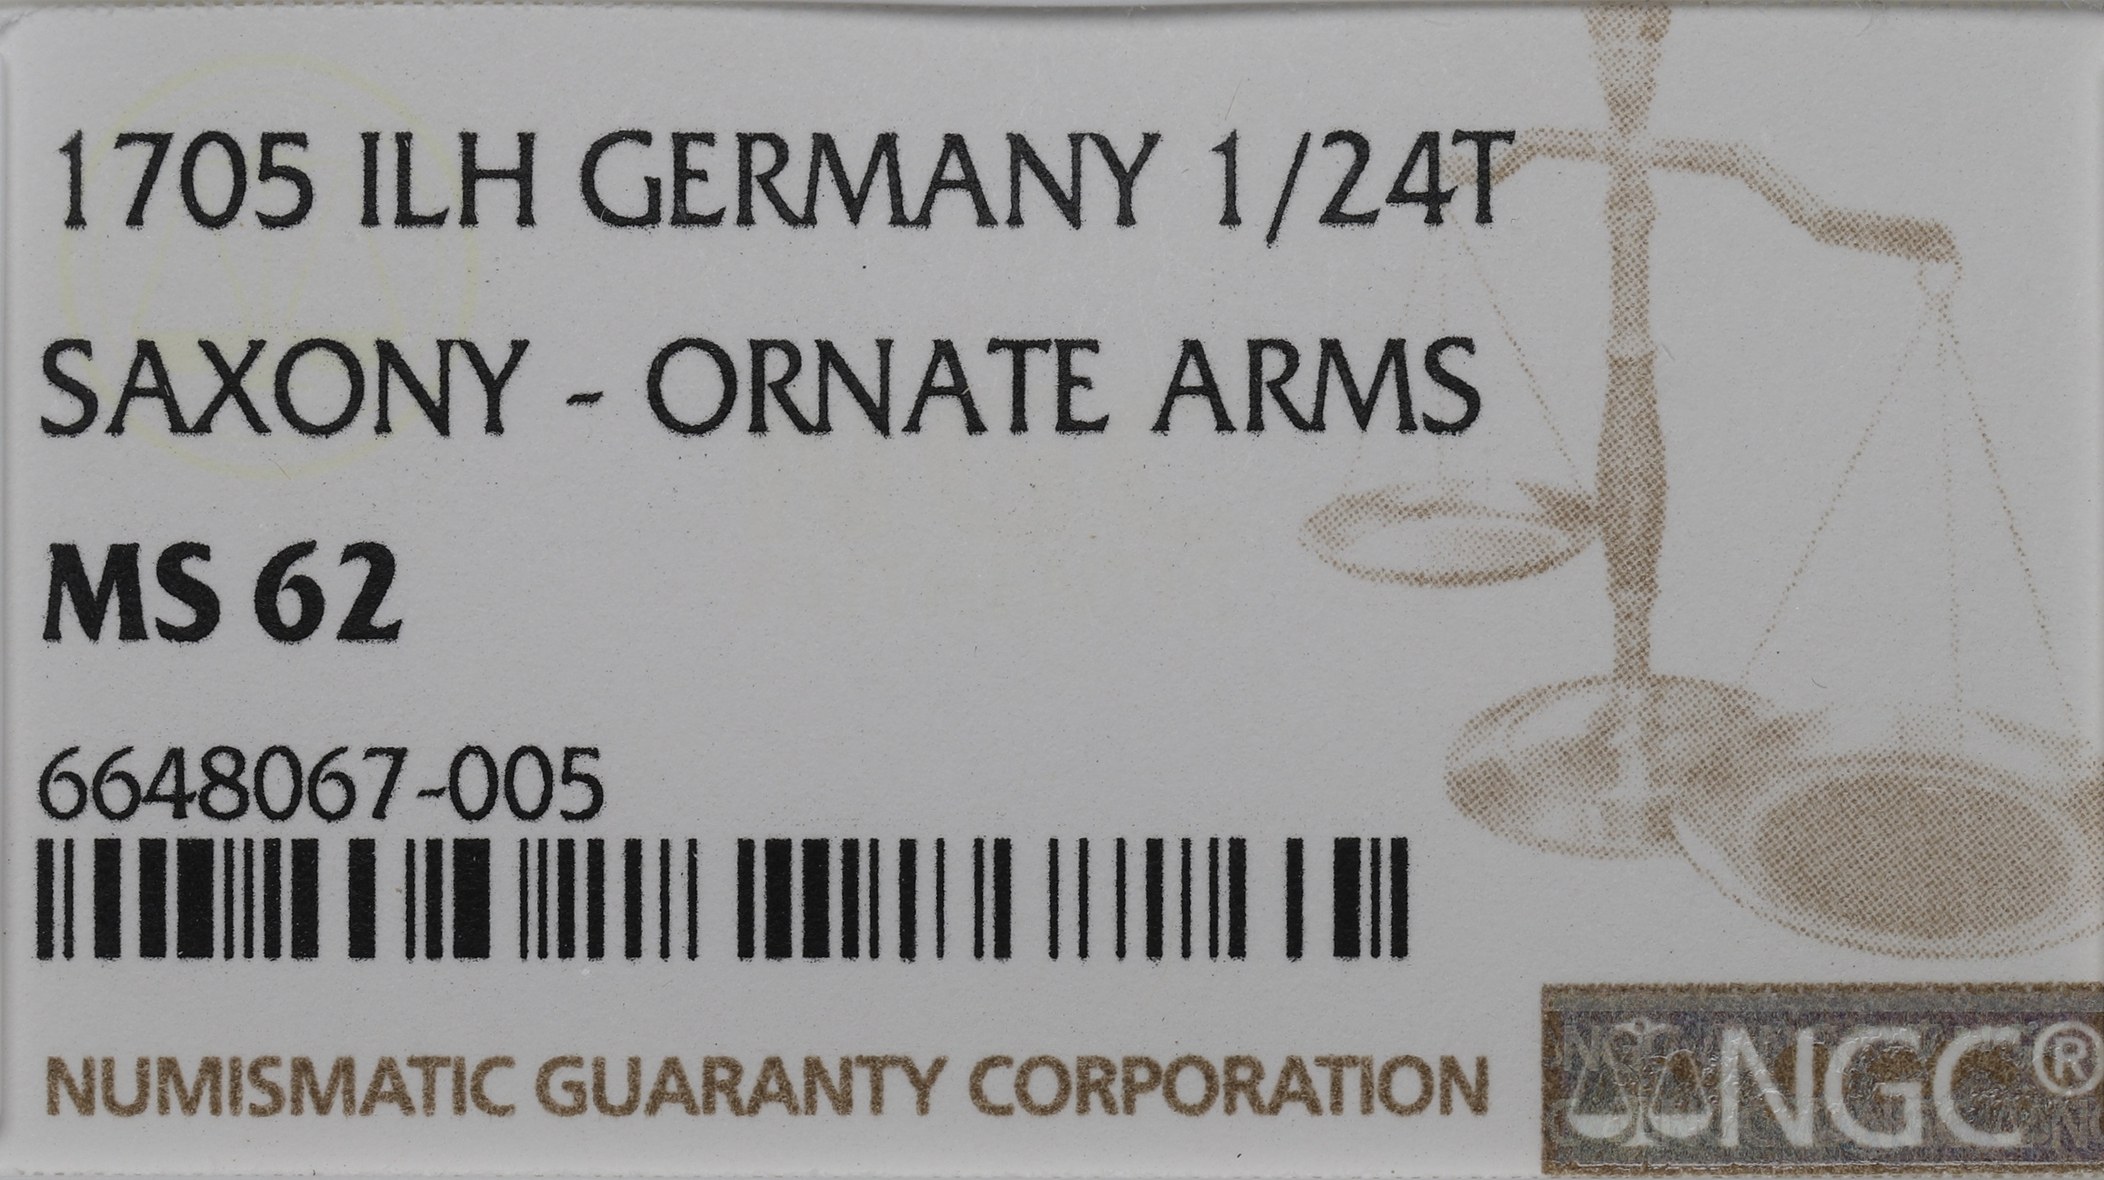 1705 ILH GERMANY 1/24T
SAXONY - ORNATE ARMS
MS 62
6648067-005
NUMISMATIC GUARANTY CORPORATION
NGC®